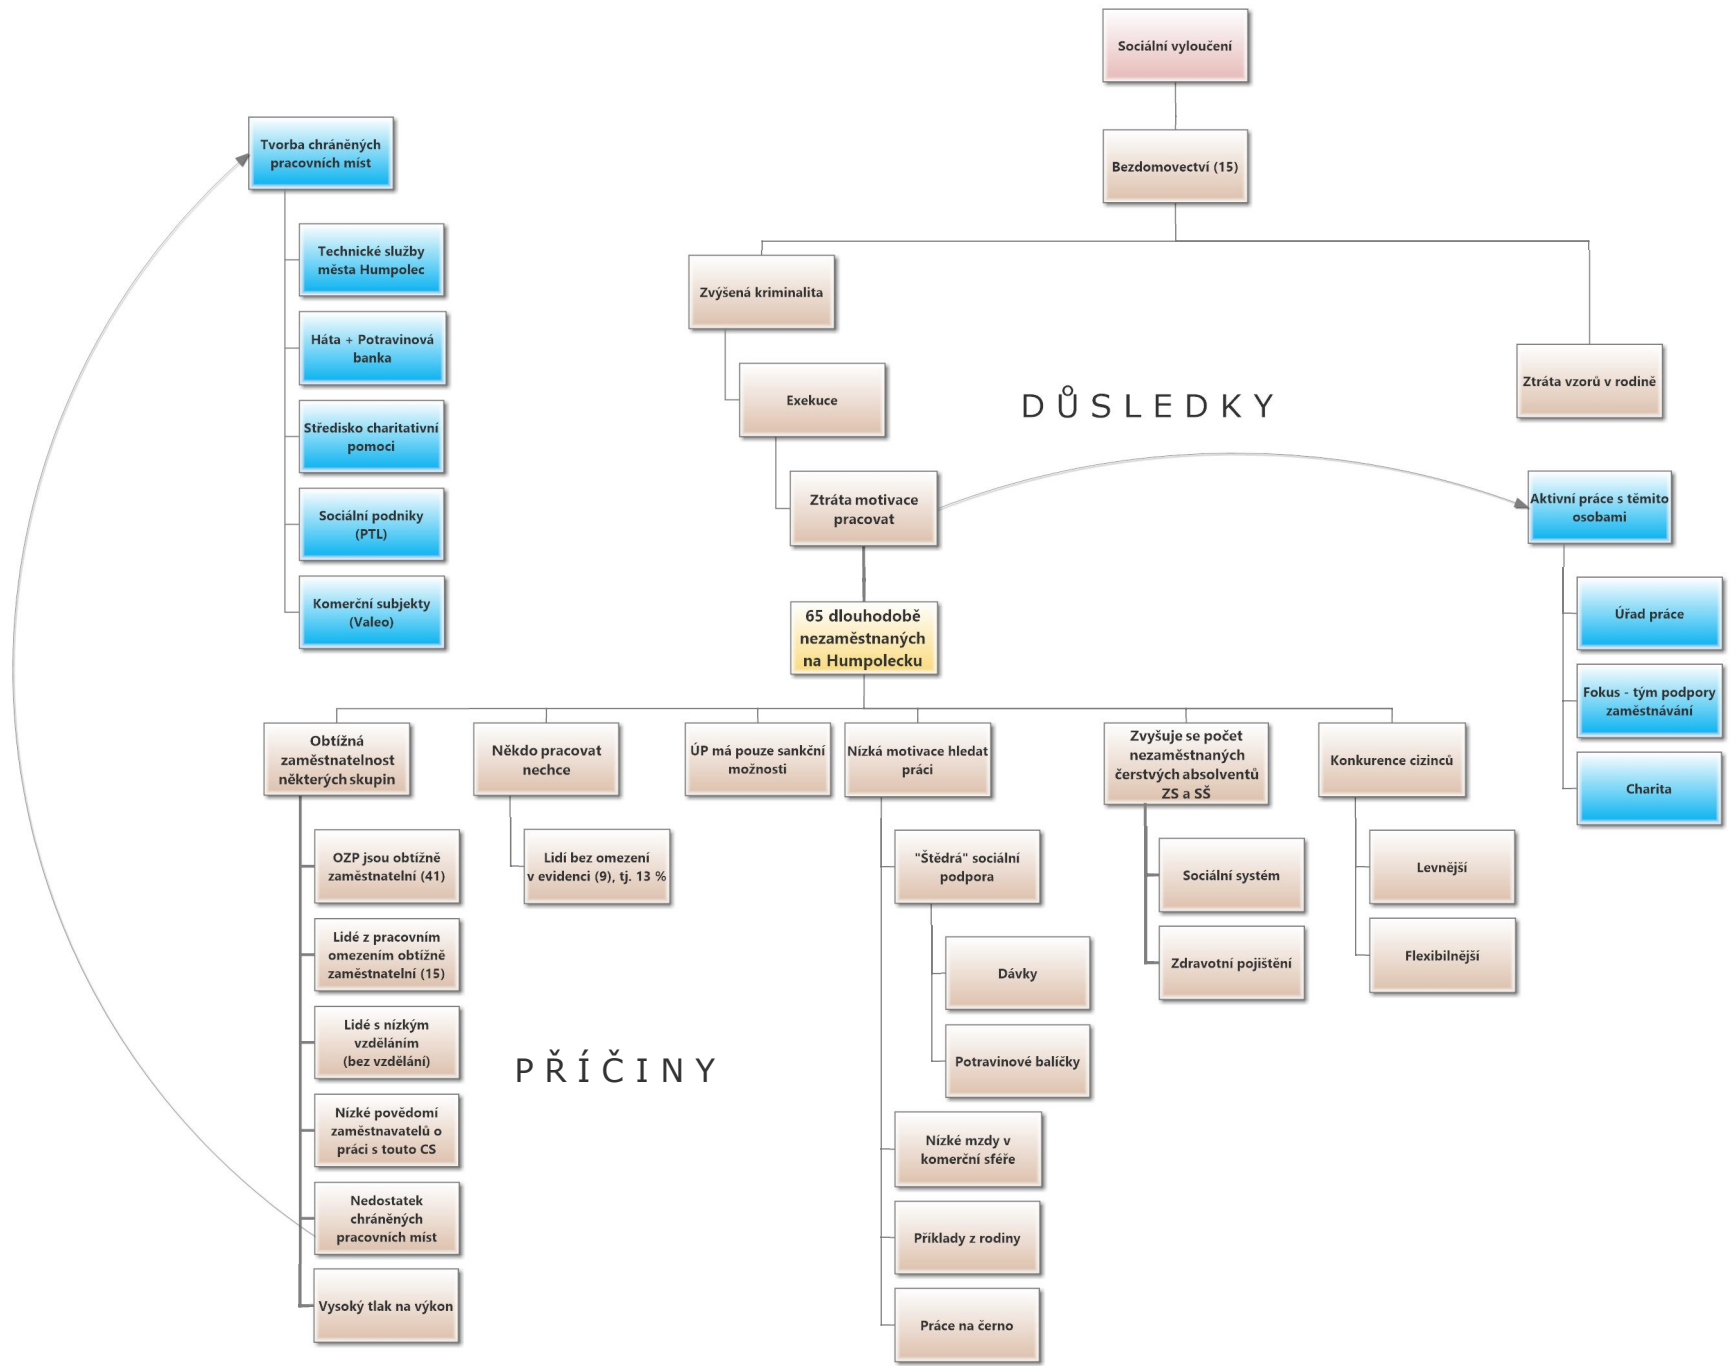 Sociální vyloučení
Bezdomovectví (15)
Zvýšená kriminalita
Exekuce
Ztráta motivace
pracovat
Ztráta vzorů v rodině
DŮSLEDKY
Tvorba chráněných
pracovních míst
Technické služby
města Humpolec
Háta + Potravinová
banka
Středisko charitativní
pomoci
Sociální podniky
(PTL)
Komerční subjekty
(Valeo)
Aktivní práce s těmito
osobami
Úřad práce
Fokus - tým podpory
zaměstnávání
Charita
65 dlouhodobě
nezaměstnaných
na Humpolecku
Obtížná
zaměstnatelnost
některých skupin
OZP jsou obtížně
zaměstnatelní (41)
Lidé z pracovním
omezením obtížně
zaměstnatelní (15)
Lidé s nízkým
vzděláním
(bez vzdělání)
Nízké povědomí
zaměstnavatelů o
práci s touto CS
Nedostatek
chráněných
pracovních míst
Vysoký tlak na výkon
Někdo pracovat
nechce
Lidí bez omezení
v evidenci (9), tj. 13 %
ÚP má pouze sankční
možnosti
Nízká motivace hledat
práci
"Štědrá" sociální
podpora
Dávky
Potravinové balíčky
Nízké mzdy v
komerční sféře
Příklady z rodiny
Práce na černo
Zvyšuje se počet
nezaměstnaných
čerstvých absolventů
ZS a SŠ
Sociální systém
Zdravotní pojištění
Konkurence cizinců
Levnější
Flexibilnější
PŘÍČINY